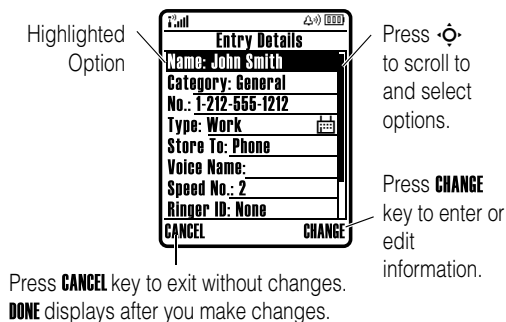 Highlighted
Option
Entry Details
Name: John Smith
Category: General
No.: 1-212-555-1212
Type: Work
Store To: Phone
Voice Name:
Speed No.: 2
Ringer ID: None
CANCEL CHANGE
Press
to scroll to
and select
options.
Press CHANGE
key to enter or
edit
information.
Press CANCEL key to exit without changes.
DONE displays after you make changes.